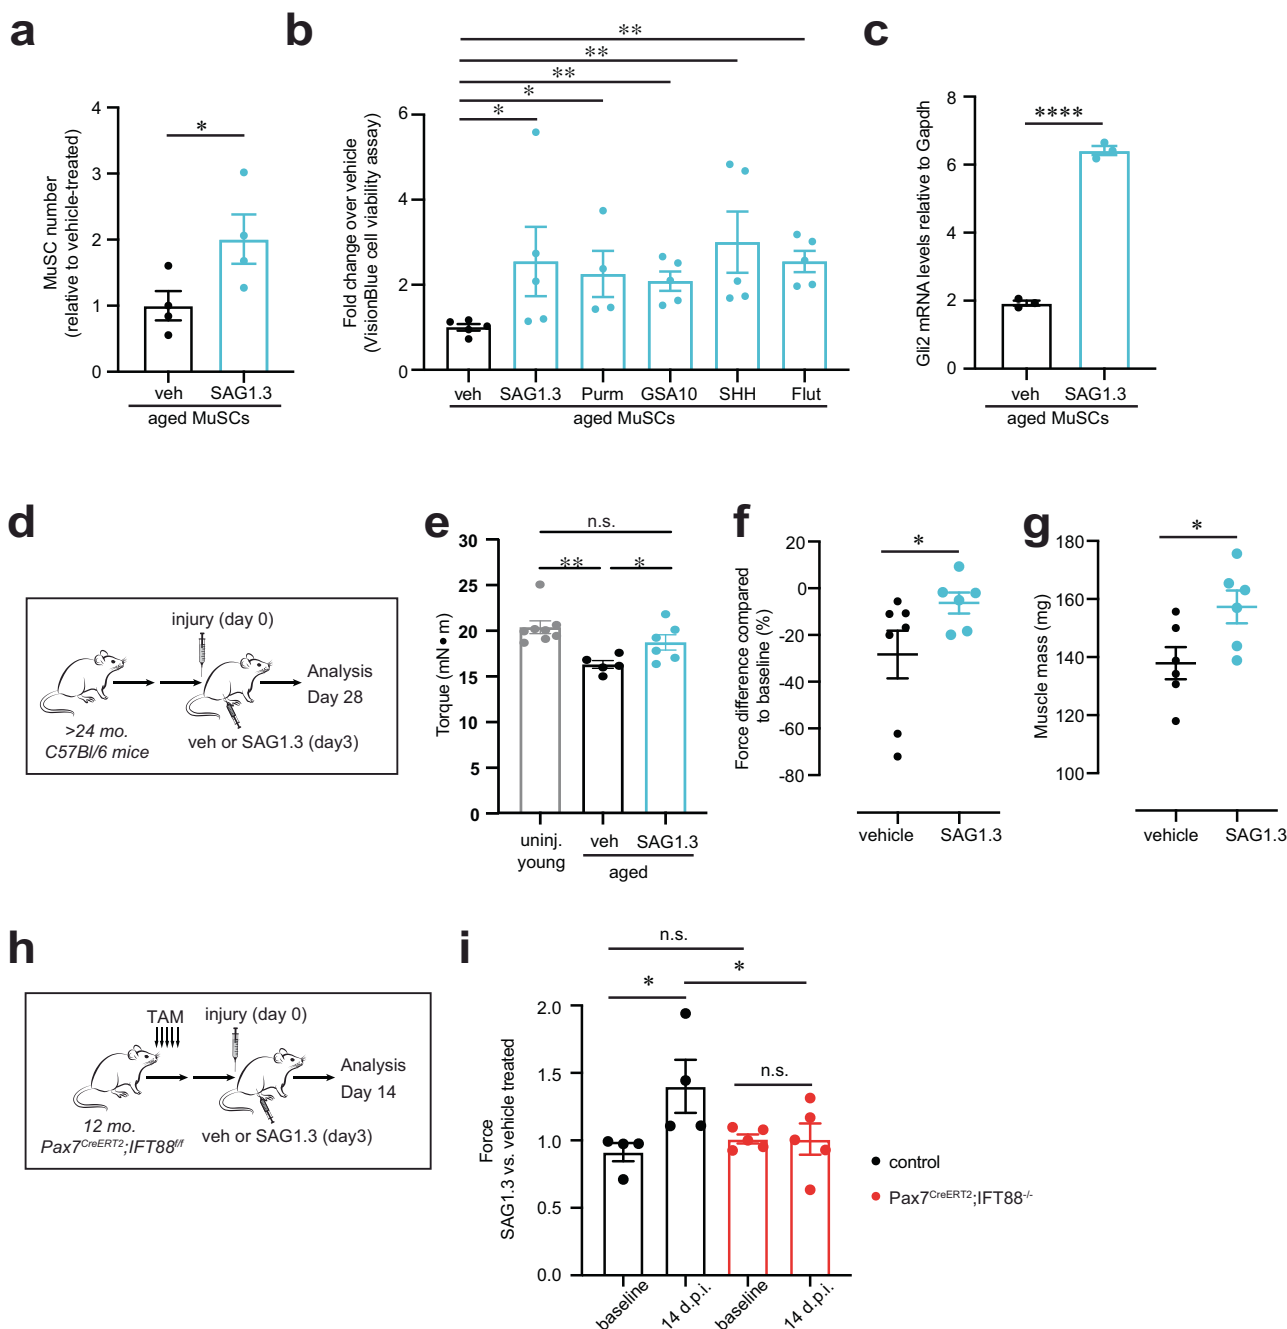 a
MuSC number
(relative to vehicle-treated)
4
3
2
1
0
*
veh
SAG1.3
aged MuSCs
b
Fold change over vehicle
(VisionBlue cell viability assay)
6
4
2
0
**
**
**
*
*
veh
SAG1.3
Purm
GSA10
SHH
Flut
aged MuSCs
c
Gli2 mRNA levels relative to Gapdh
8
6
4
2
0
****
veh
SAG1.3
aged MuSCs
d
injury (day 0)
Analysis
Day 28
>24 mo.
C57Bl/6 mice
veh or SAG1.3 (day3)
e
Torque (mN•m)
30
25
20
15
10
5
0
n.s.
**
*
uninj.
young
veh
SAG1.3
aged
f
Force difference compared
to baseline (%)
20
0
-20
-40
-60
-80
*
vehicle
SAG1.3
g
Muscle mass (mg)
180
160
140
120
100
*
vehicle
SAG1.3
h
TAM
injury (day 0)
Analysis
Day 14
12 mo.
Pax7CreERT2;IFT88f/f
veh or SAG1.3 (day3)
i
Force
SAG1.3 vs. vehicle treated
2.0
1.5
1.0
0.5
0.0
n.s.
*
*
n.s.
baseline
14 d.p.i.
baseline
14 d.p.i.
control
Pax7CreERT2;IFT88-/-